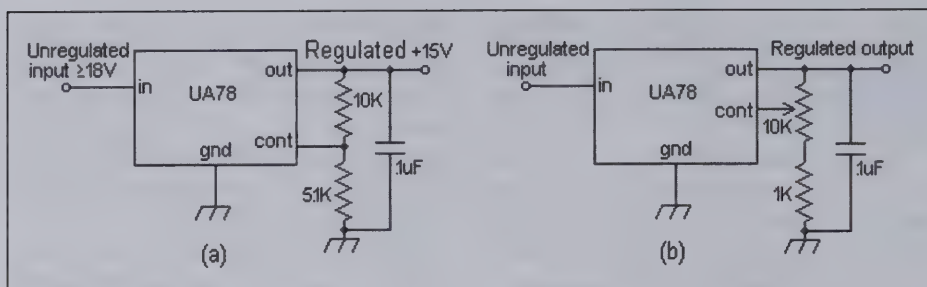 Unregulated
input ≥18V
in
UA78
out
cont
gnd
Regulated +15V
10K
5.1K
.1uF
(a)
Unregulated
input
UA78
out
cont
gnd
Regulated output
10K
1K
.1uF
(b)